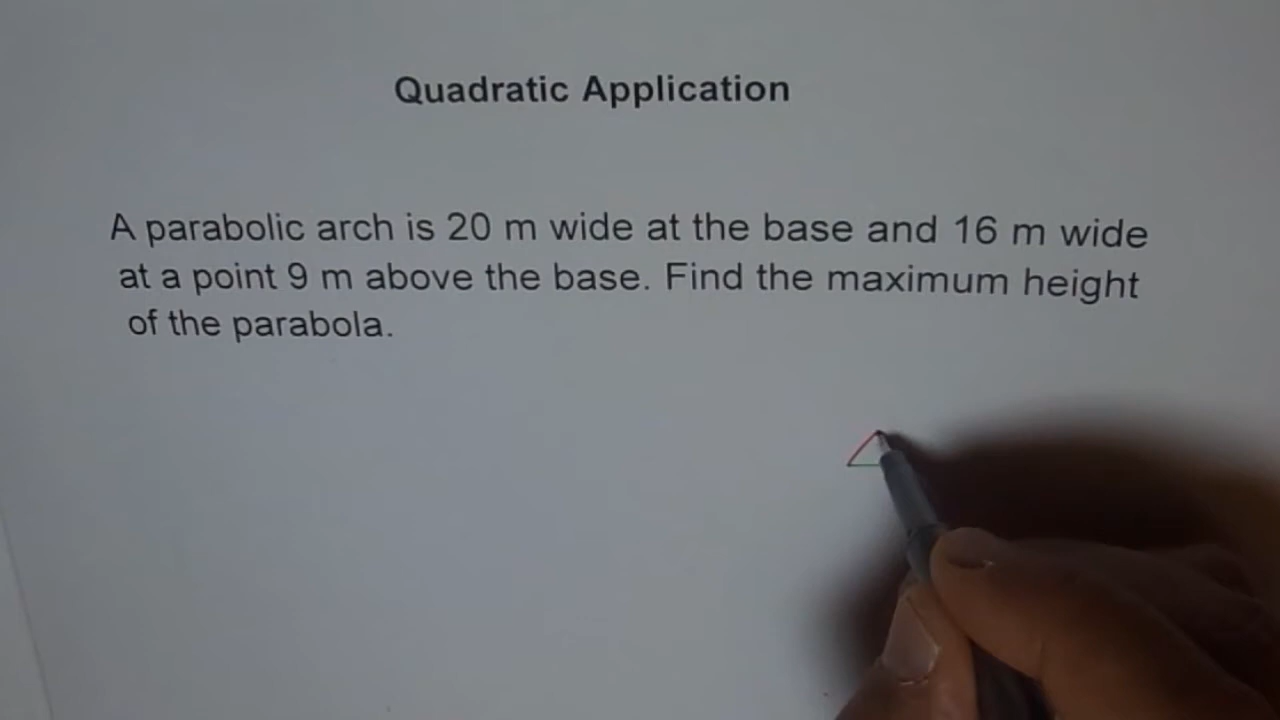 Quadratic Application
A parabolic arch is 20 m wide at the base and 16 m wide
at a point 9 m above the base. Find the maximum height
of the parabola.